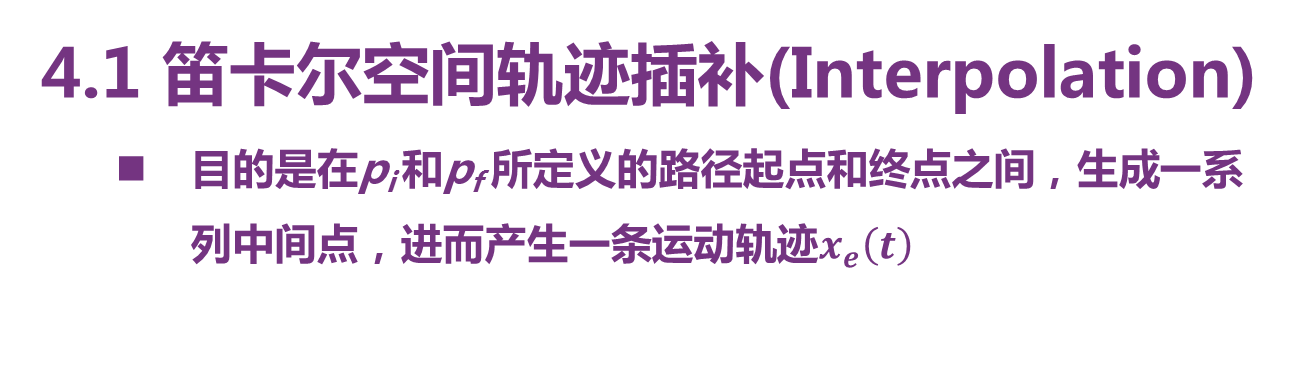 4.1 笛卡尔空间轨迹插补(Interpolation)
■ 目的是在pᵢ和p_f所定义的路径起点和终点之间，生成一系
列中间点，进而产生一条运动轨迹xₑ(t)